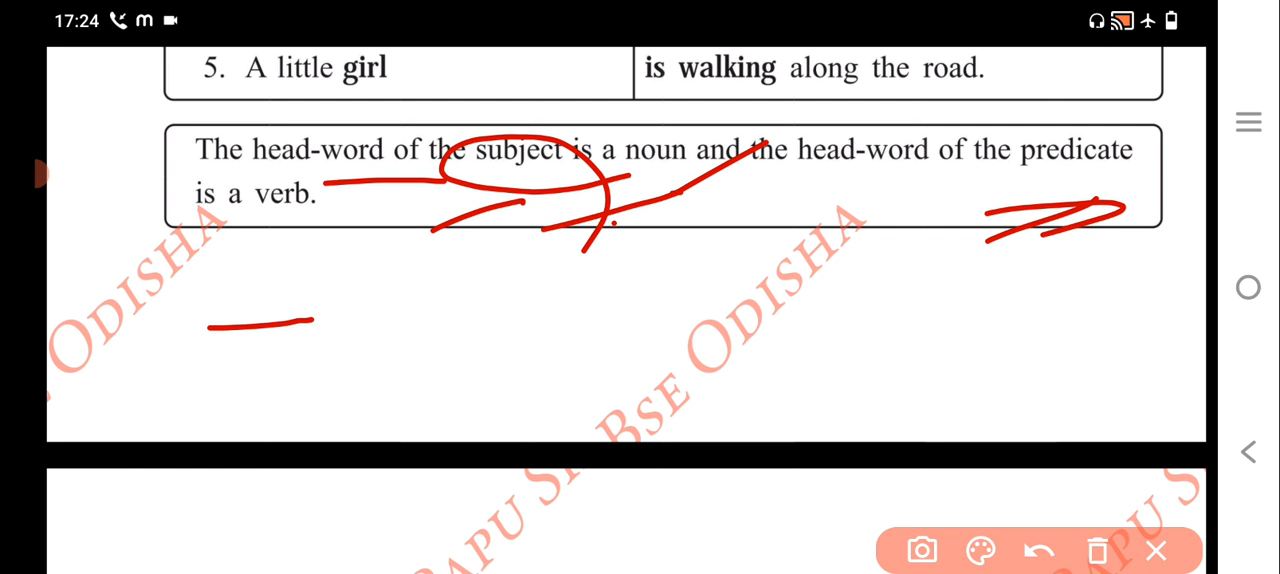 17:24
5. A little girl is walking along the road.
The head-word of the subject is a noun and the head-word of the predicate
is a verb.
ODISHA
BSE ODISHA